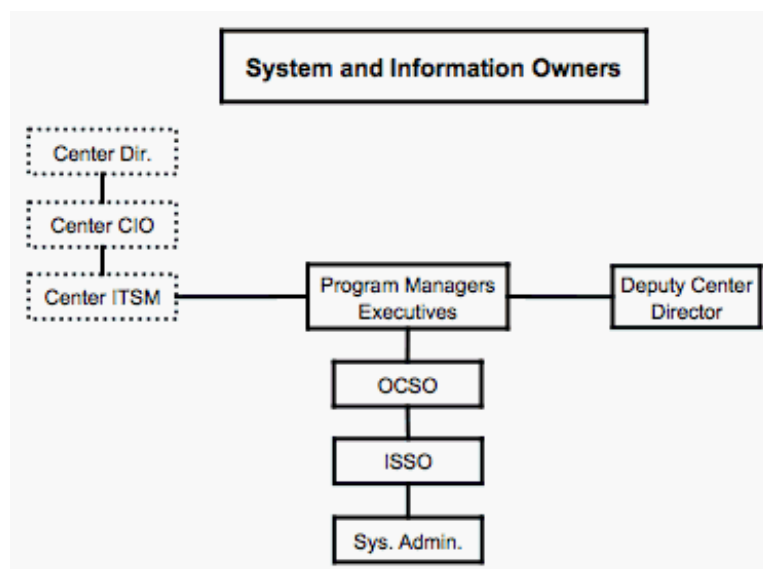 System and Information Owners
Center Dir.
Center CIO
Center ITSM
Program Managers
Executives
Deputy Center
Director
OCSO
ISSO
Sys. Admin.